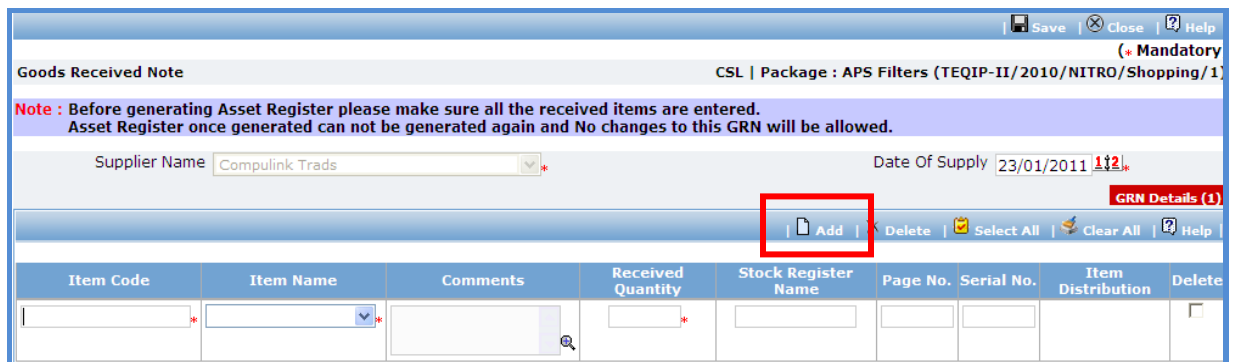 | Save | Close | Help
(* Mandatory
Goods Received Note CSL | Package : APS Filters (TEQIP-II/2010/NITRO/Shopping/1)
Note : Before generating Asset Register please make sure all the received items are entered.
Asset Register once generated can not be generated again and No changes to this GRN will be allowed.
Supplier Name Compulink Trads * Date Of Supply 23/01/2011 *
GRN Details (1)
| Add | Delete | Select All | Clear All | Help |
Item Code Item Name Comments Received Quantity Stock Register Name Page No. Serial No. Item Distribution Delete
* * *